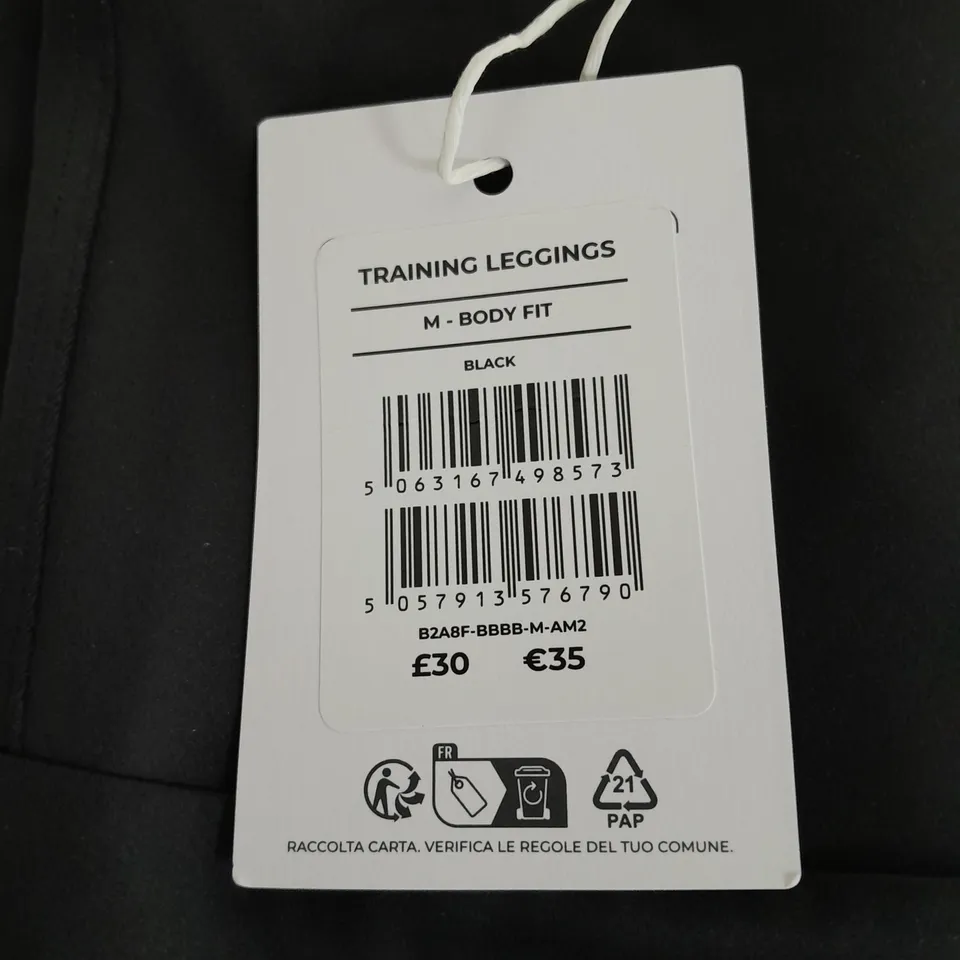 TRAINING LEGGINGS
M - BODY FIT
BLACK
5 063167 498573
5 057913 576790
B2A8F-BBBB-M-AM2
£30 €35
FR
21
PAP
RACCOLTA CARTA. VERIFICA LE REGOLE DEL TUO COMUNE.